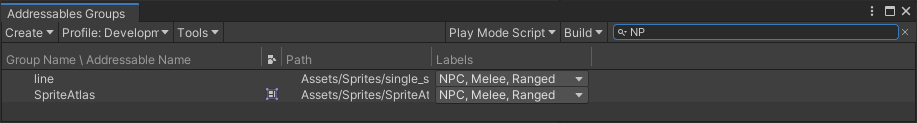 Addressables Groups
Create Profile: Developm Tools Play Mode Script Build NP
Group Name \ Addressable Name Path Labels
line Assets/Sprites/single_s NPC, Melee, Ranged
SpriteAtlas Assets/Sprites/SpriteAt NPC, Melee, Ranged